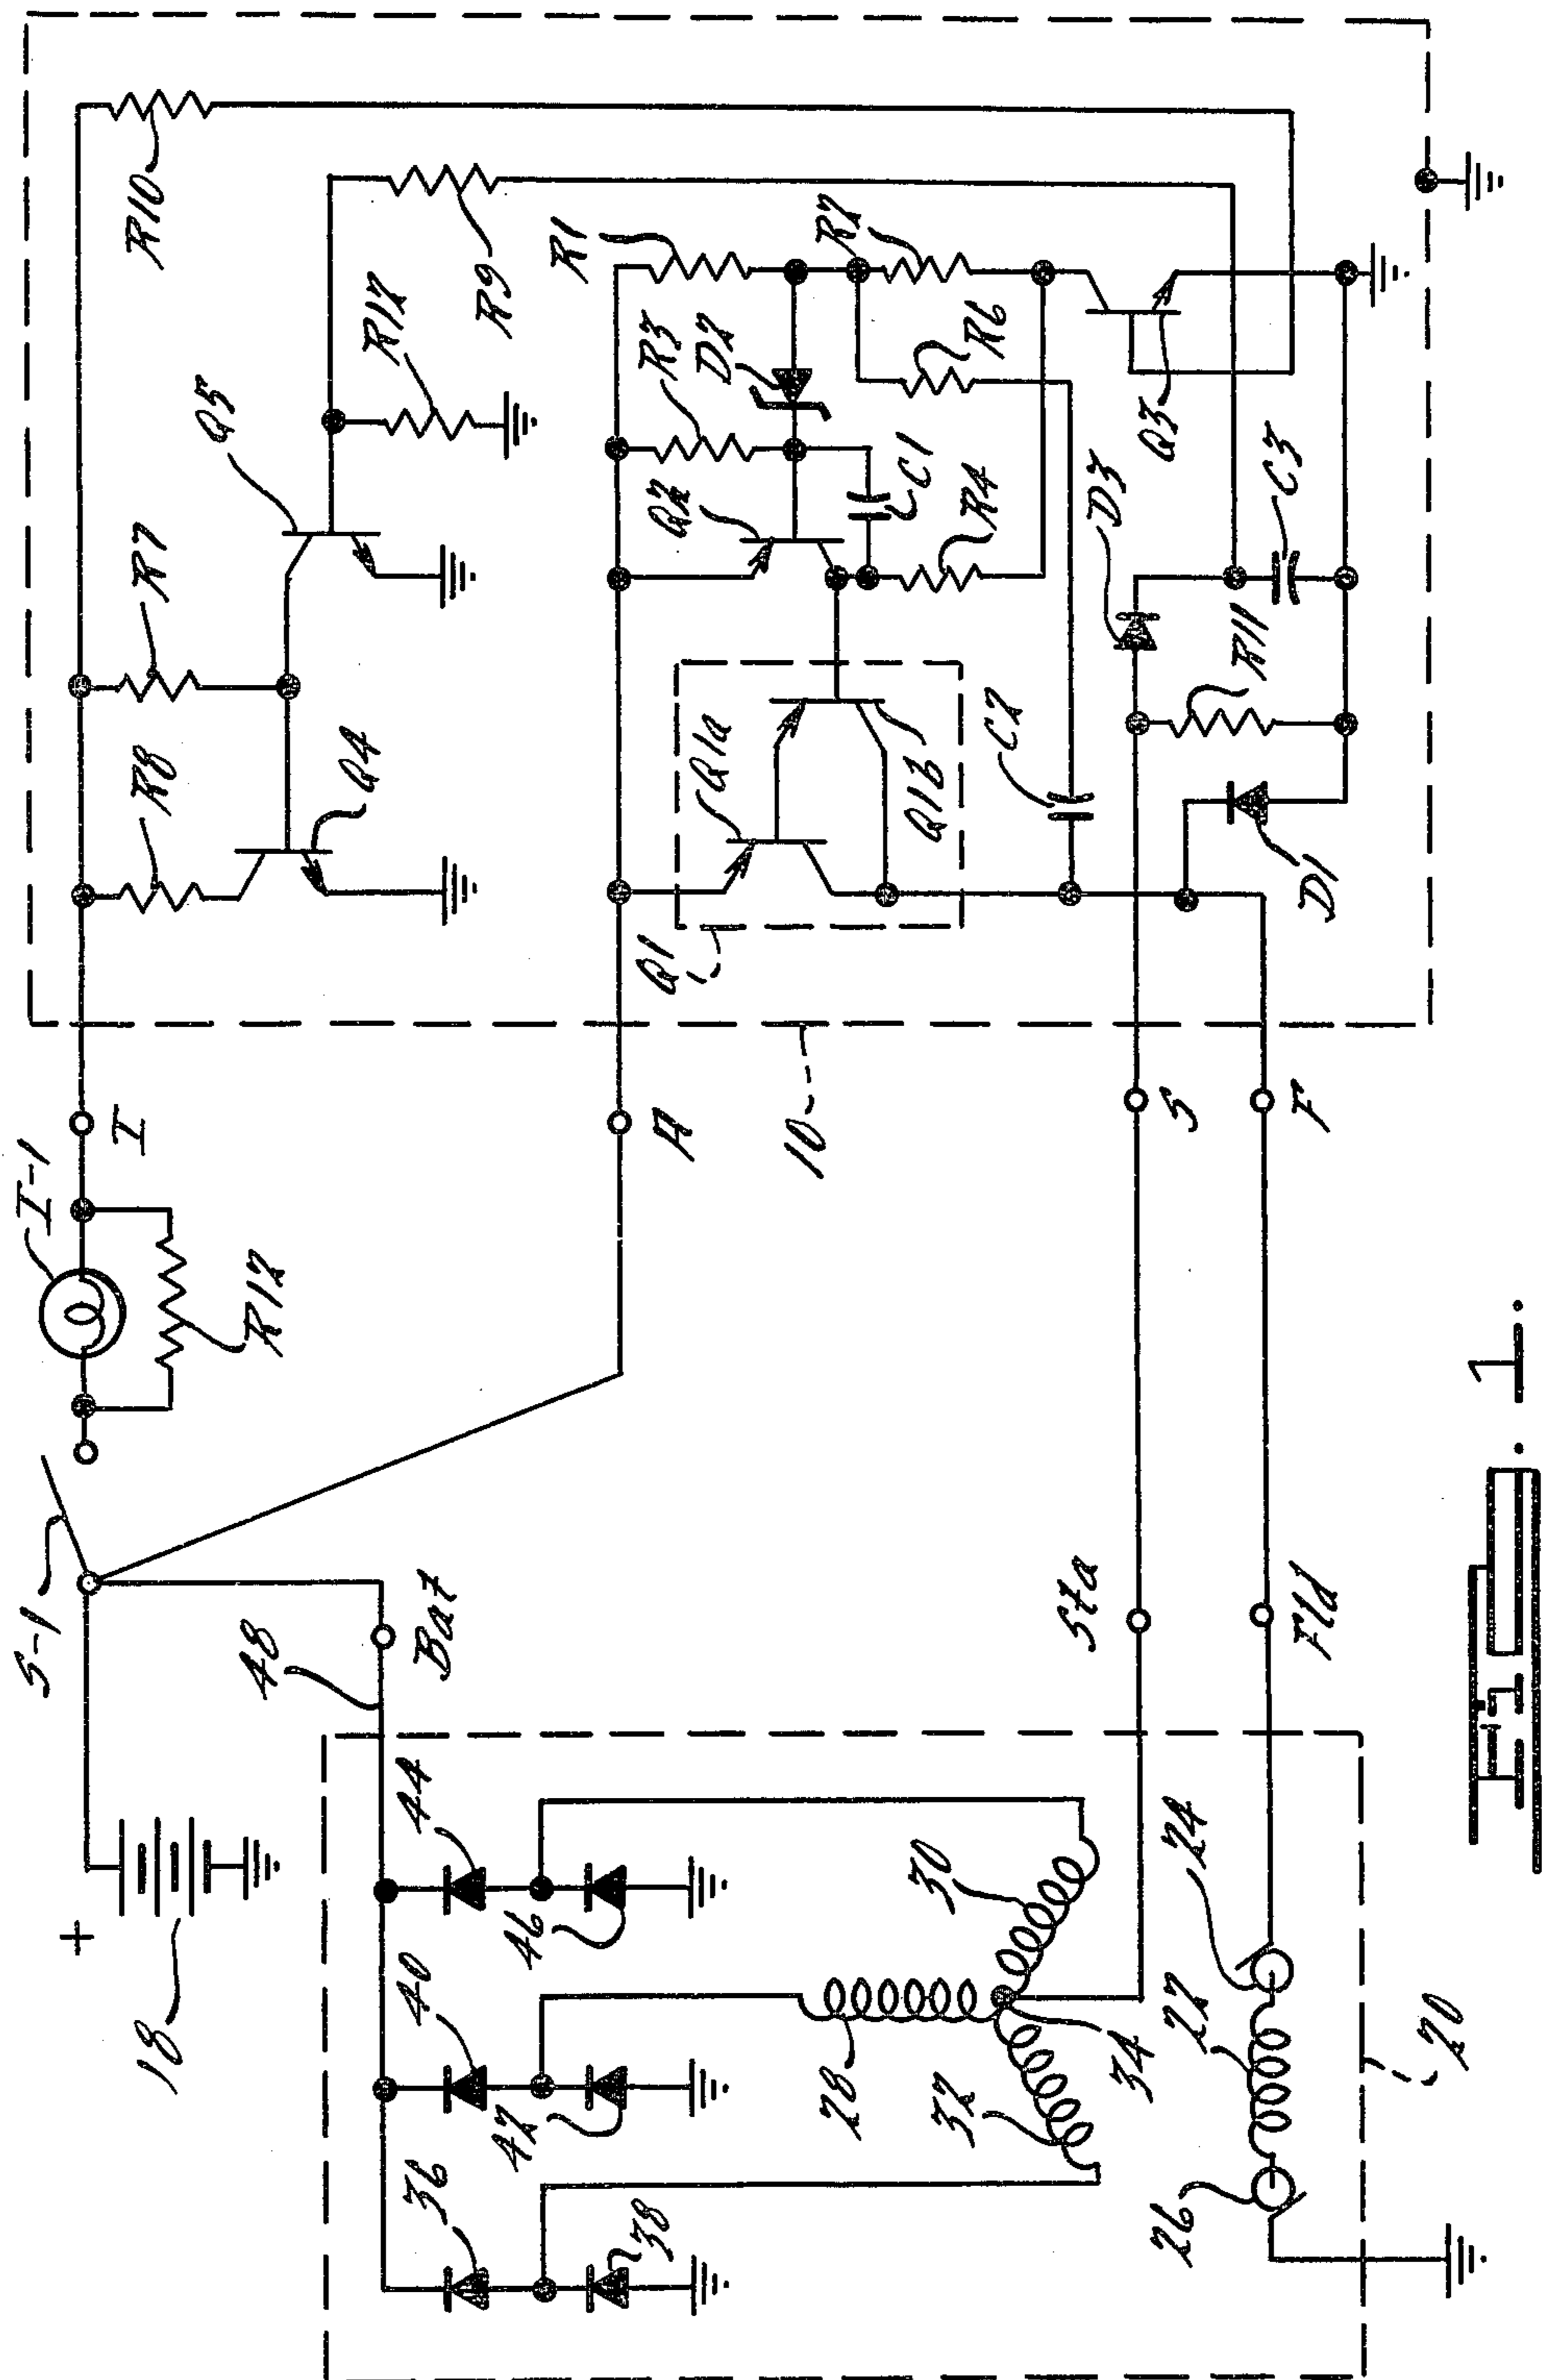 +
18
S-1
I-1
I
R12
R8
R7
Q5
R10
Q4
R12
R9
48
Bat
36
40
44
38
42
46
A
Q1
Q1a
Q2
R3
D2
R1
R2
Q1B
C1
R4
R6
10
C2
D3
Q3
28
30
32
34
Sta
S
R11
C3
26
22
24
Fld
F
D1
20
Fig. 1.